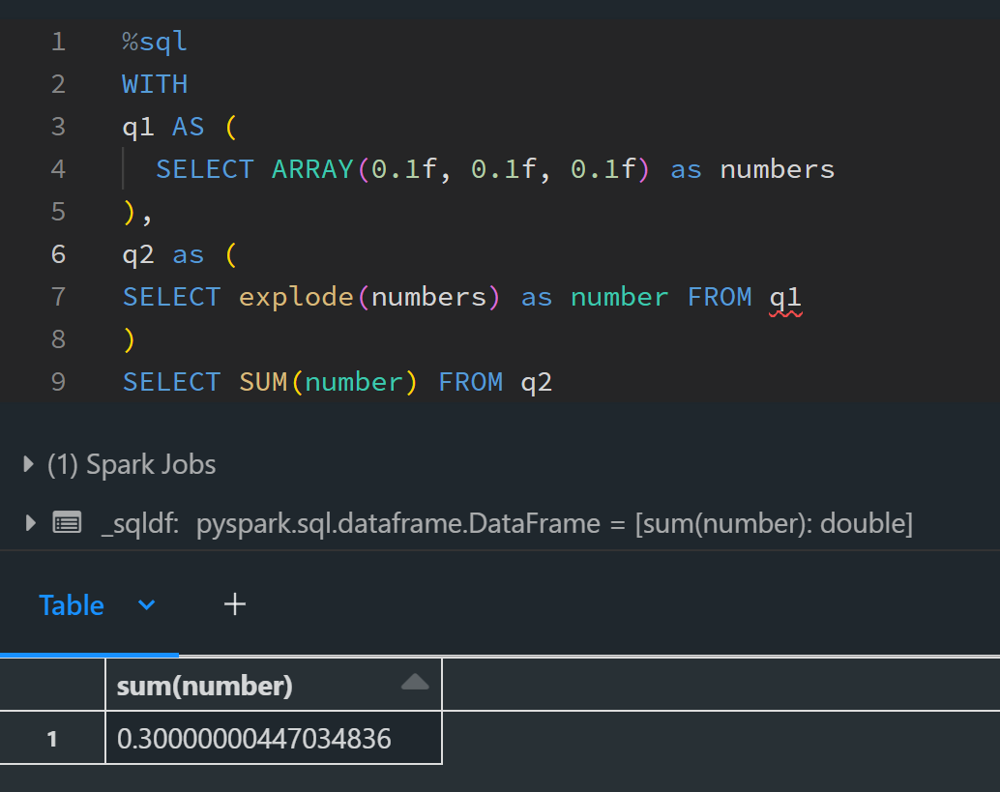 1 %sql
2 WITH
3 q1 AS (
4 SELECT ARRAY(0.1f, 0.1f, 0.1f) as numbers
5 ),
6 q2 as (
7 SELECT explode(numbers) as number FROM q1
8 )
9 SELECT SUM(number) FROM q2
(1) Spark Jobs
_sqldf: pyspark.sql.dataframe.DataFrame = [sum(number): double]
Table +
sum(number)
1 0.30000000447034836